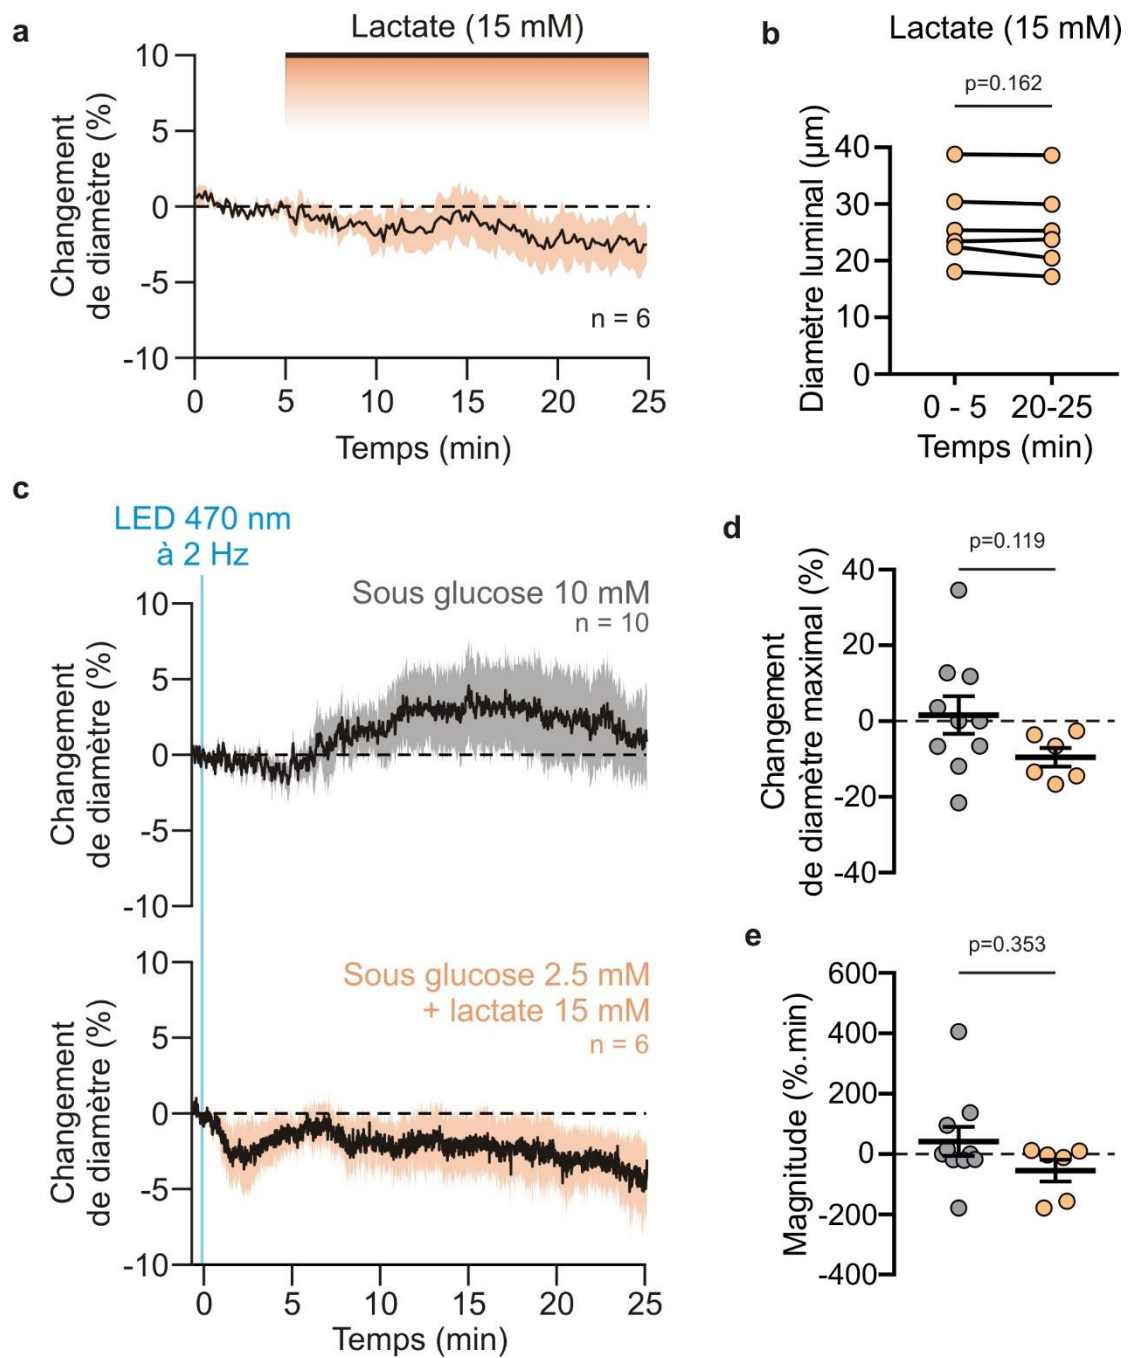 a
Lactate (15 mM)
Changement
de diamètre (%)
10
5
0
-5
-10
n = 6
0 5 10 15 20 25
Temps (min)
b
Lactate (15 mM)
p=0.162
Diamètre luminal (µm)
40
30
20
10
0
0 - 5 20-25
Temps (min)
c
LED 470 nm
à 2 Hz
Sous glucose 10 mM
n = 10
Changement
de diamètre (%)
10
5
0
-5
-10
Sous glucose 2.5 mM
+ lactate 15 mM
n = 6
Changement
de diamètre (%)
10
5
0
-5
-10
0 5 10 15 20 25
Temps (min)
d
p=0.119
Changement
de diamètre maximal (%)
40
20
0
-20
-40
e
p=0.353
Magnitude (%.min)
600
400
200
0
-200
-400